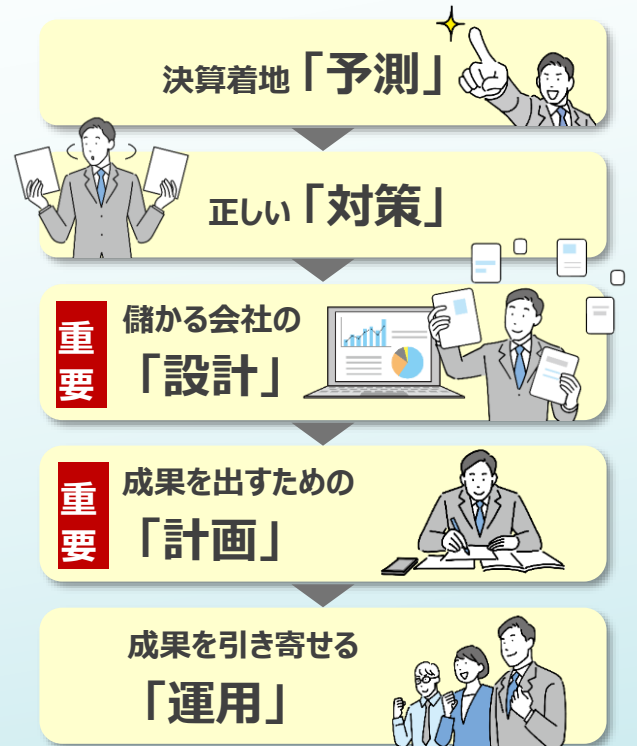 決算着地「予測」
正しい「対策」
重要
儲かる会社の
「設計」
重要
成果を出すための
「計画」
成果を引き寄せる
「運用」